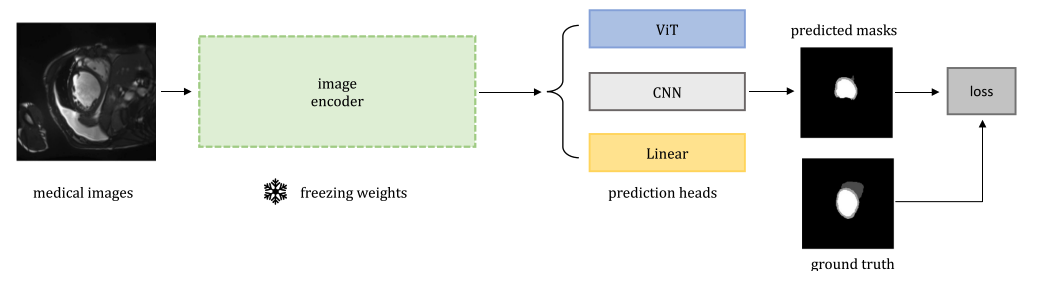 medical images
image
encoder
freezing weights
ViT
CNN
Linear
prediction heads
predicted masks
ground truth
loss